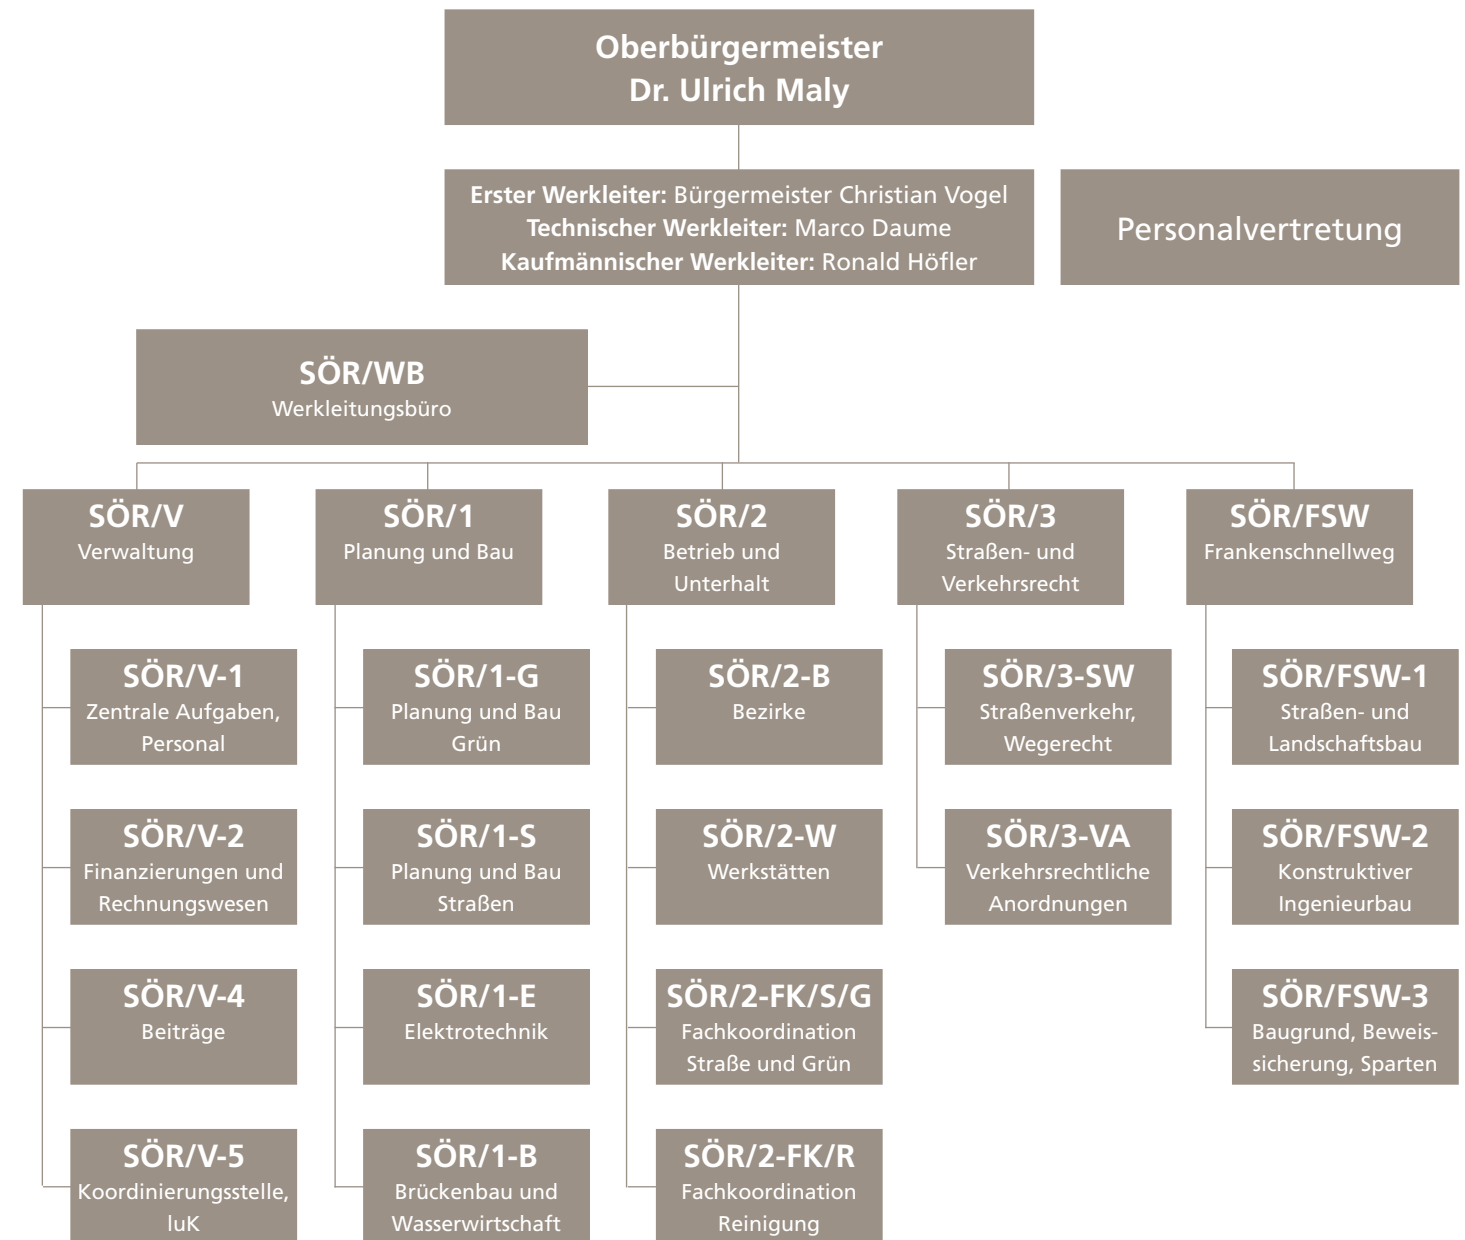 Oberbürgermeister
Dr. Ulrich Maly
Erster Werkleiter: Bürgermeister Christian Vogel
Technischer Werkleiter: Marco Daume
Kaufmännischer Werkleiter: Ronald Höfler
Personalvertretung
SÖR/WB
Werkleitungsbüro
SÖR/V
Verwaltung
SÖR/1
Planung und Bau
SÖR/2
Betrieb und
Unterhalt
SÖR/3
Straßen- und
Verkehrsrecht
SÖR/FSW
Frankenschnellweg
SÖR/V-1
Zentrale Aufgaben,
Personal
SÖR/1-G
Planung und Bau
Grün
SÖR/2-B
Bezirke
SÖR/3-SW
Straßenverkehr,
Wegerecht
SÖR/FSW-1
Straßen- und
Landschaftsbau
SÖR/V-2
Finanzierungen und
Rechnungswesen
SÖR/1-S
Planung und Bau
Straßen
SÖR/2-W
Werkstätten
SÖR/3-VA
Verkehrsrechtliche
Anordnungen
SÖR/FSW-2
Konstruktiver
Ingenieurbau
SÖR/V-4
Beiträge
SÖR/1-E
Elektrotechnik
SÖR/2-FK/S/G
Fachkoordination
Straße und Grün
SÖR/FSW-3
Baugrund, Beweis-
sicherung, Sparten
SÖR/V-5
Koordinierungsstelle,
luK
SÖR/1-B
Brückenbau und
Wasserwirtschaft
SÖR/2-FK/R
Fachkoordination
Reinigung